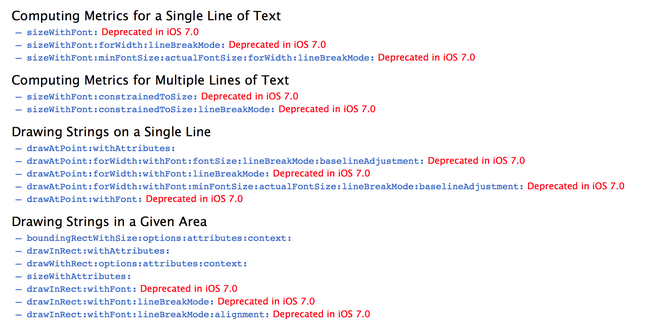 Computing Metrics for a Single Line of Text
– sizeWithFont: Deprecated in iOS 7.0
– sizeWithFont:forWidth:lineBreakMode: Deprecated in iOS 7.0
– sizeWithFont:minFontSize:actualFontSize:forWidth:lineBreakMode: Deprecated in iOS 7.0
Computing Metrics for Multiple Lines of Text
– sizeWithFont:constrainedToSize: Deprecated in iOS 7.0
– sizeWithFont:constrainedToSize:lineBreakMode: Deprecated in iOS 7.0
Drawing Strings on a Single Line
– drawAtPoint:withAttributes:
– drawAtPoint:forWidth:withFont:fontSize:lineBreakMode:baselineAdjustment: Deprecated in iOS 7.0
– drawAtPoint:forWidth:withFont:lineBreakMode: Deprecated in iOS 7.0
– drawAtPoint:forWidth:withFont:minFontSize:actualFontSize:lineBreakMode:baselineAdjustment: Deprecated in iOS 7.0
– drawAtPoint:withFont: Deprecated in iOS 7.0
Drawing Strings in a Given Area
– boundingRectWithSize:options:attributes:context:
– drawInRect:withAttributes:
– drawWithRect:options:attributes:context:
– sizeWithAttributes:
– drawInRect:withFont: Deprecated in iOS 7.0
– drawInRect:withFont:lineBreakMode: Deprecated in iOS 7.0
– drawInRect:withFont:lineBreakMode:alignment: Deprecated in iOS 7.0